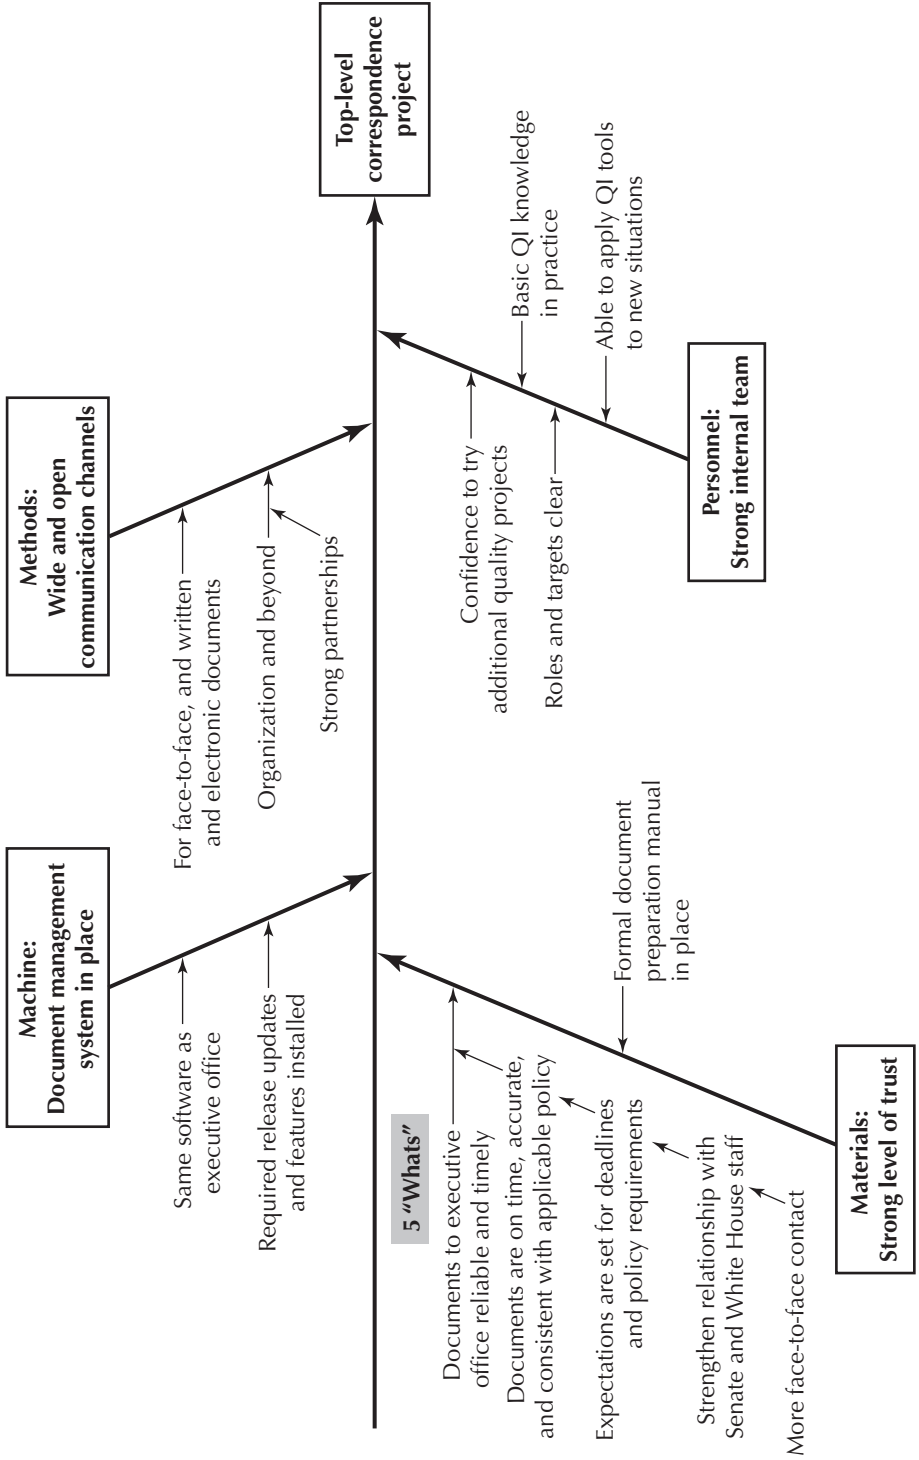 Machine:
Document management
system in place
Methods:
Wide and open
communication channels
Same software as
executive office
Required release updates
and features installed
For face-to-face, and written
and electronic documents
Organization and beyond
Strong partnerships
Top-level
correspondence
project
5 “Whats”
Documents to executive
office reliable and timely
Documents are on time, accurate,
and consistent with applicable policy
Expectations are set for deadlines
and policy requirements
Strengthen relationship with
Senate and White House staff
More face-to-face contact
Formal document
preparation manual
in place
Confidence to try
additional quality projects
Roles and targets clear
Basic QI knowledge
in practice
Able to apply QI tools
to new situations
Materials:
Strong level of trust
Personnel:
Strong internal team